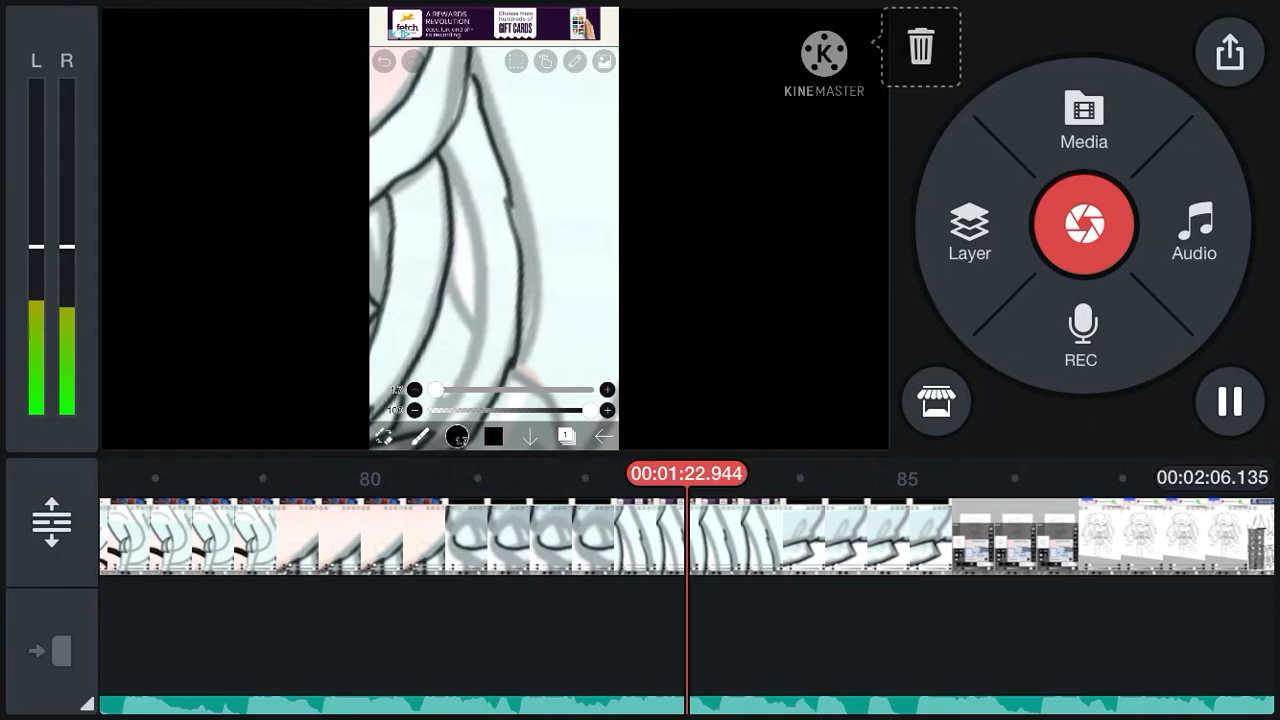 L R
fetch
A REWARDS
REVOLUTION
Choose from
hundreds of
GIFT CARDS
KINEMASTER
Media
Layer
Audio
REC
1
80
00:01:22.944
85
00:02:06.135